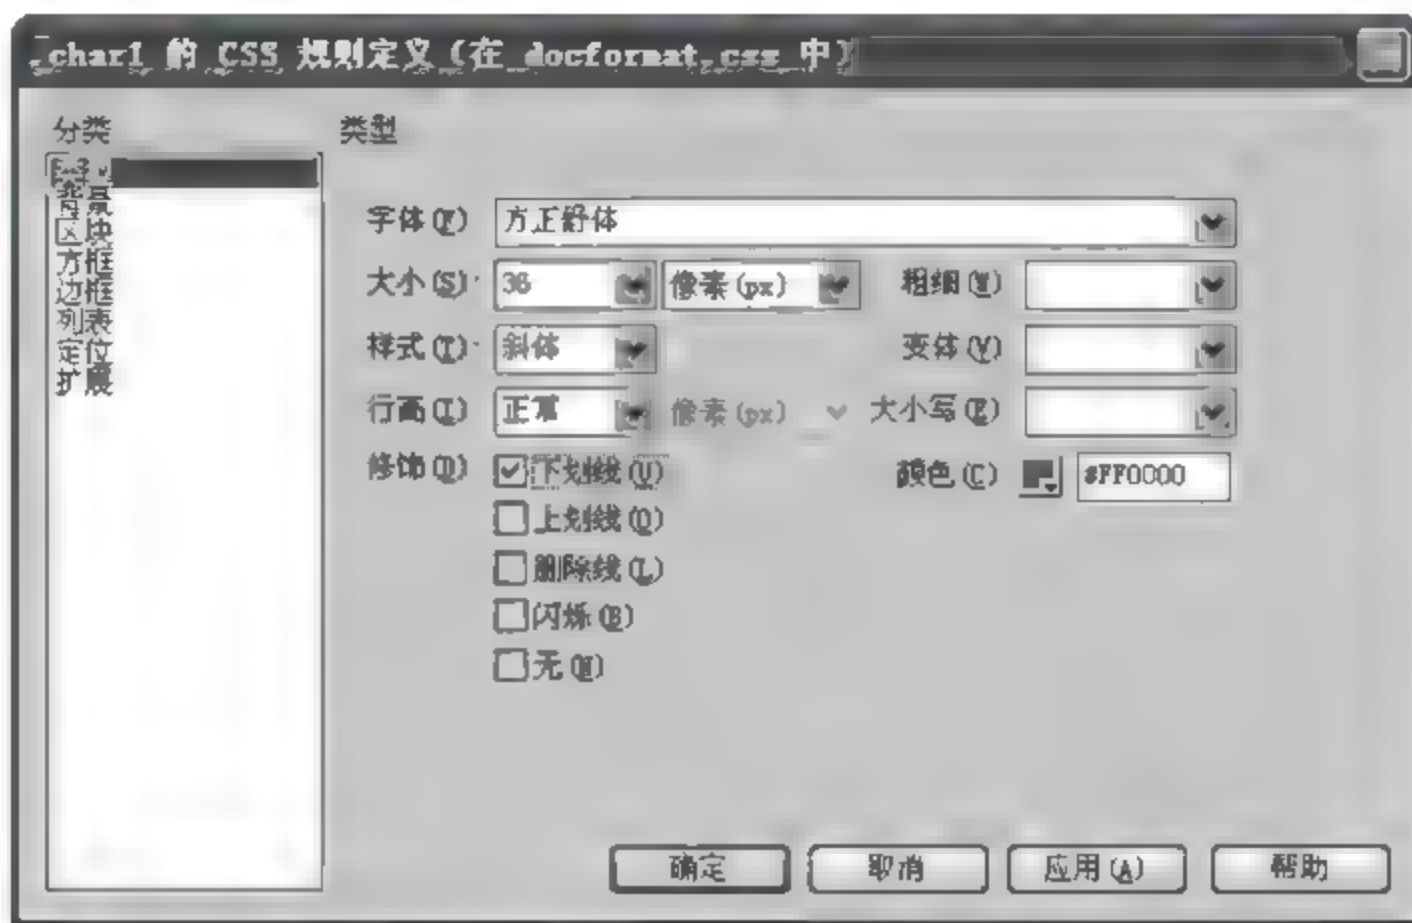 .char1 的 CSS 规则定义 (在 docformat.css 中)
分类
类型
背景
区块
方框
边框
列表
定位
扩展
字体(F) 方正舒体
大小(S) 36 像素(px) 粗细(W)
样式(T) 斜体 变体(V)
行高(I) 正常 像素(px) 大小写(R)
修饰(D) 下划线(U) 颜色(C) #FF0000
上划线(O)
删除线(L)
闪烁(B)
无(N)
确定 取消 应用(A) 帮助